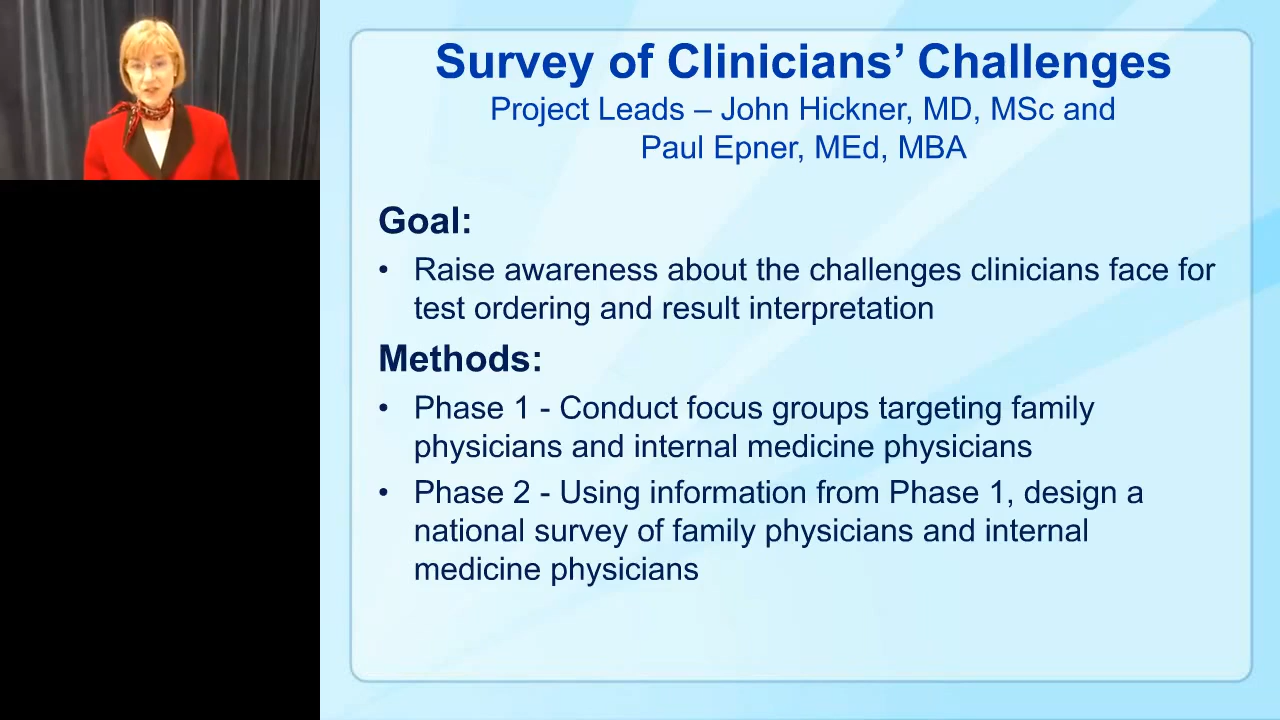 Survey of Clinicians’ Challenges
Project Leads – John Hickner, MD, MSc and
Paul Epner, MEd, MBA
Goal:
• Raise awareness about the challenges clinicians face for
test ordering and result interpretation
Methods:
• Phase 1 - Conduct focus groups targeting family
physicians and internal medicine physicians
• Phase 2 - Using information from Phase 1, design a
national survey of family physicians and internal
medicine physicians